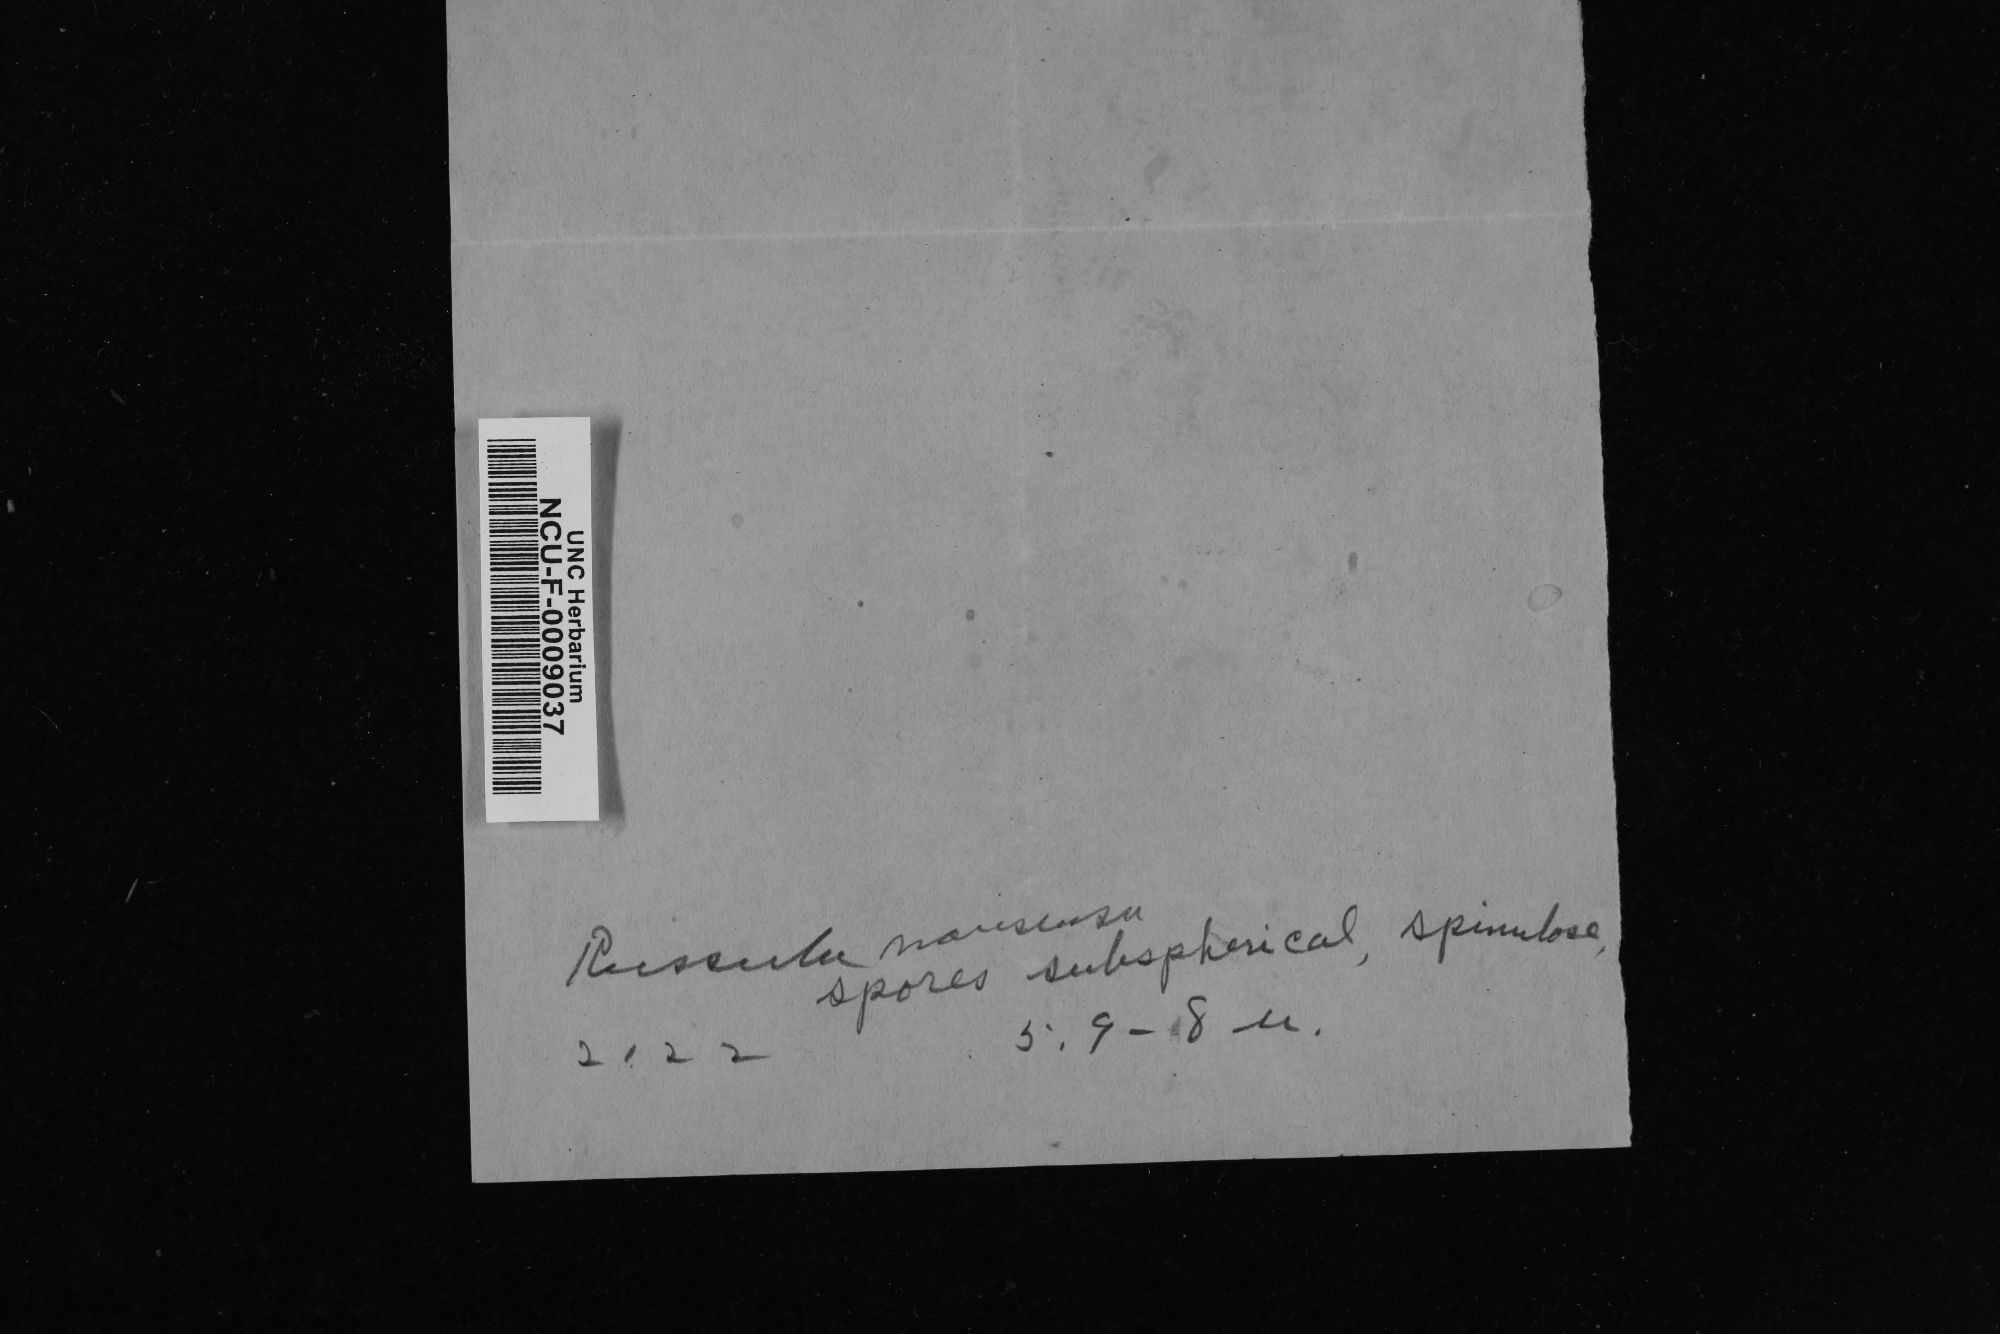 UNC Herbarium
NCU-F-0009037
Russula nauseosa
spores subspherical, spinulose,
2122 5.9-8 u.